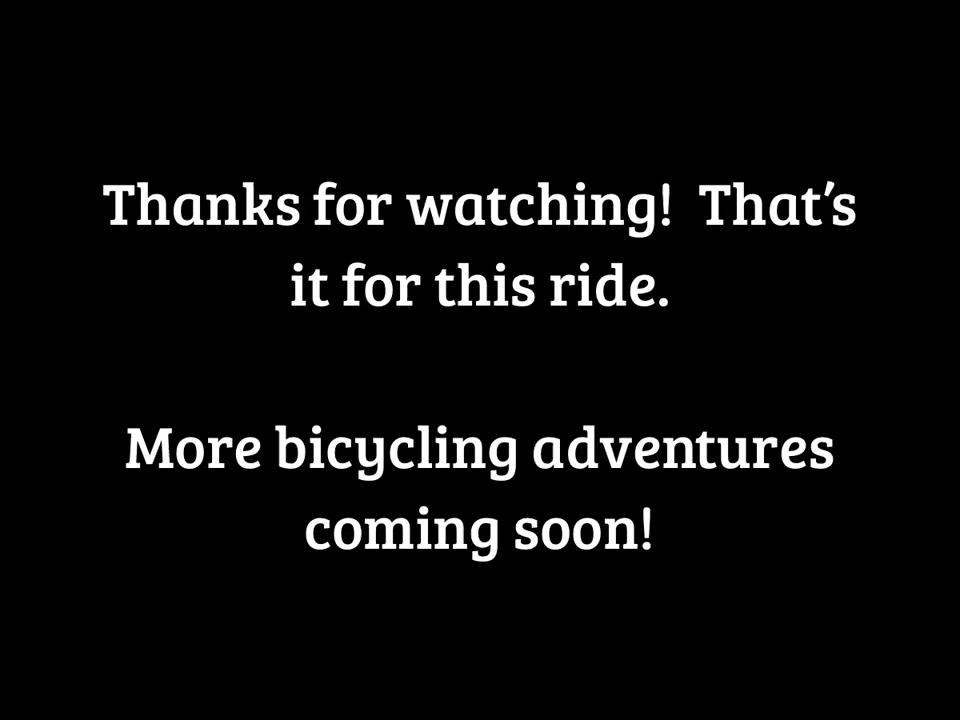 Thanks for watching!  That’s
it for this ride.
More bicycling adventures
coming soon!